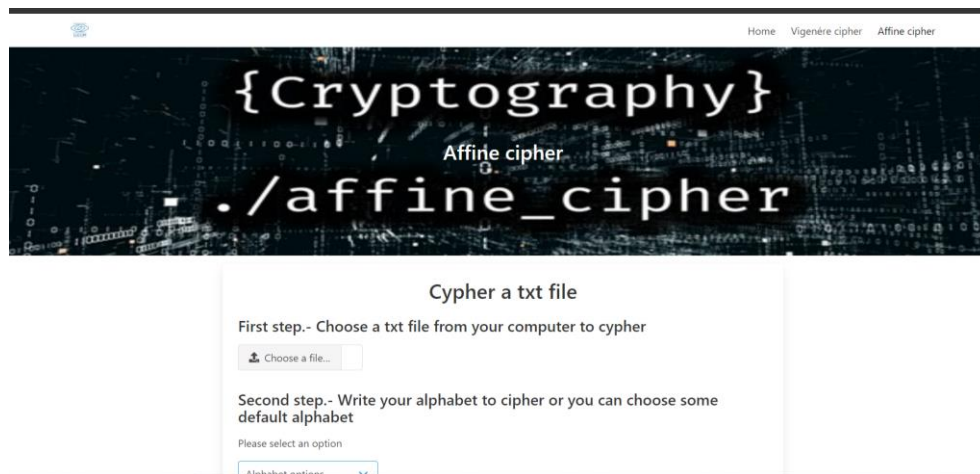 Home Vigenére cipher Affine cipher
{Cryptography}
Affine cipher
./affine_cipher
Cypher a txt file
First step.- Choose a txt file from your computer to cypher
Choose a file...
Second step.- Write your alphabet to cipher or you can choose some
default alphabet
Please select an option
Alphabet options